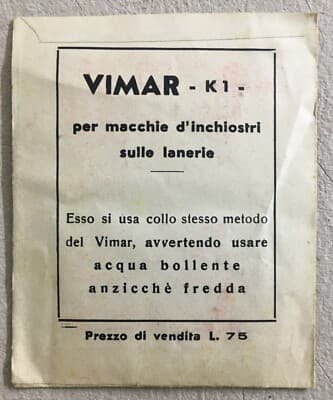 VIMAR - K1 -
per macchie d'inchiostri
sulle lanerie
Esso si usa collo stesso metodo
del Vimar, avvertendo usare
acqua bollente
anzicchè fredda
Prezzo di vendita L. 75